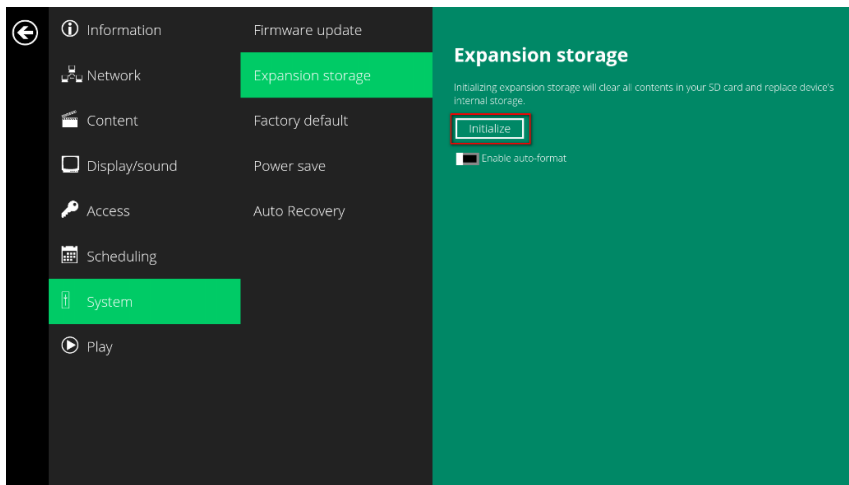 Information
Network
Content
Display/sound
Access
Scheduling
System
Play
Firmware update
Expansion storage
Factory default
Power save
Auto Recovery
Expansion storage
Initializing expansion storage will clear all contents in your SD card and replace device's
internal storage.
Initialize
Enable auto-format